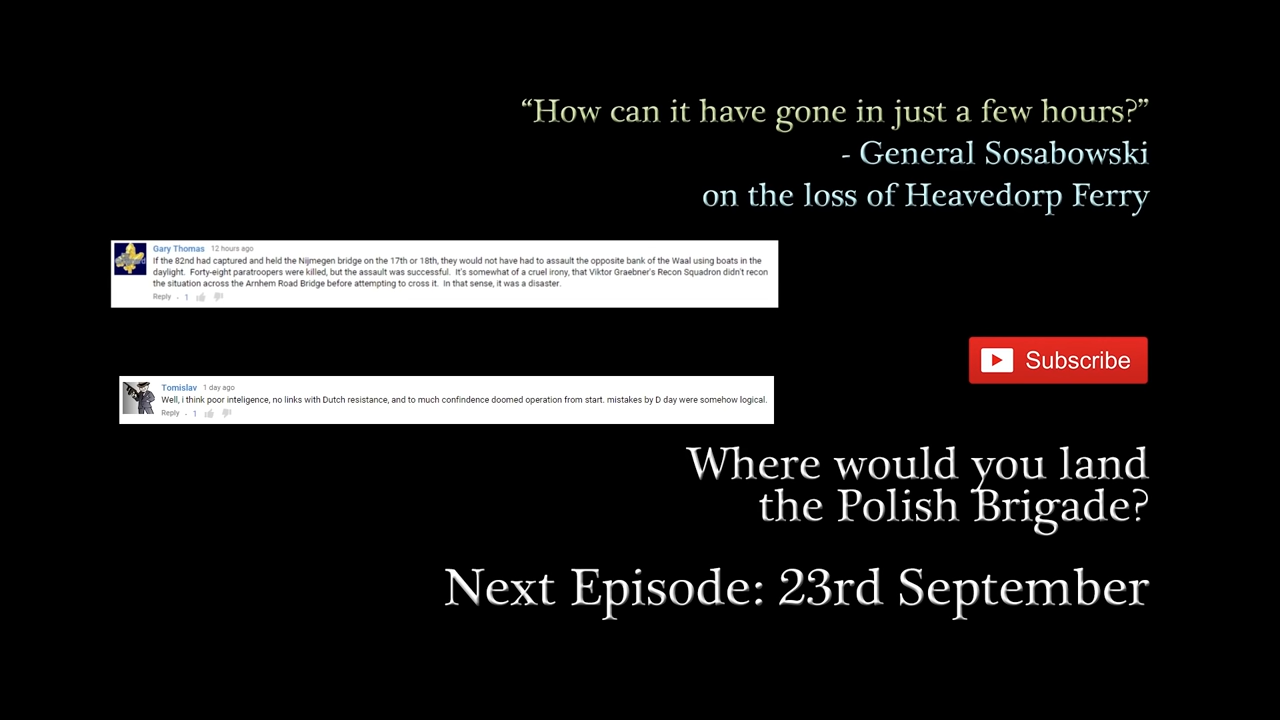 “How can it have gone in just a few hours?”
- General Sosabowski
on the loss of Heavedorp Ferry
Gary Thomas 12 hours ago
If the 82nd had captured and held the Nijmegen bridge on the 17th or 18th, they would not have had to assault the opposite bank of the Waal using boats in the
daylight. Forty-eight paratroopers were killed, but the assault was successful. It's somewhat of a cruel irony, that Viktor Graebner's Recon Squadron didn't recon
the situation across the Arnhem Road Bridge before attempting to cross it. In that sense, it was a disaster.
Reply · 1
Subscribe
Tomislav 1 day ago
Well, i think poor inteligence, no links with Dutch resistance, and to much confindence doomed operation from start. mistakes by D day were somehow logical.
Reply · 1
Where would you land
the Polish Brigade?
Next Episode: 23rd September